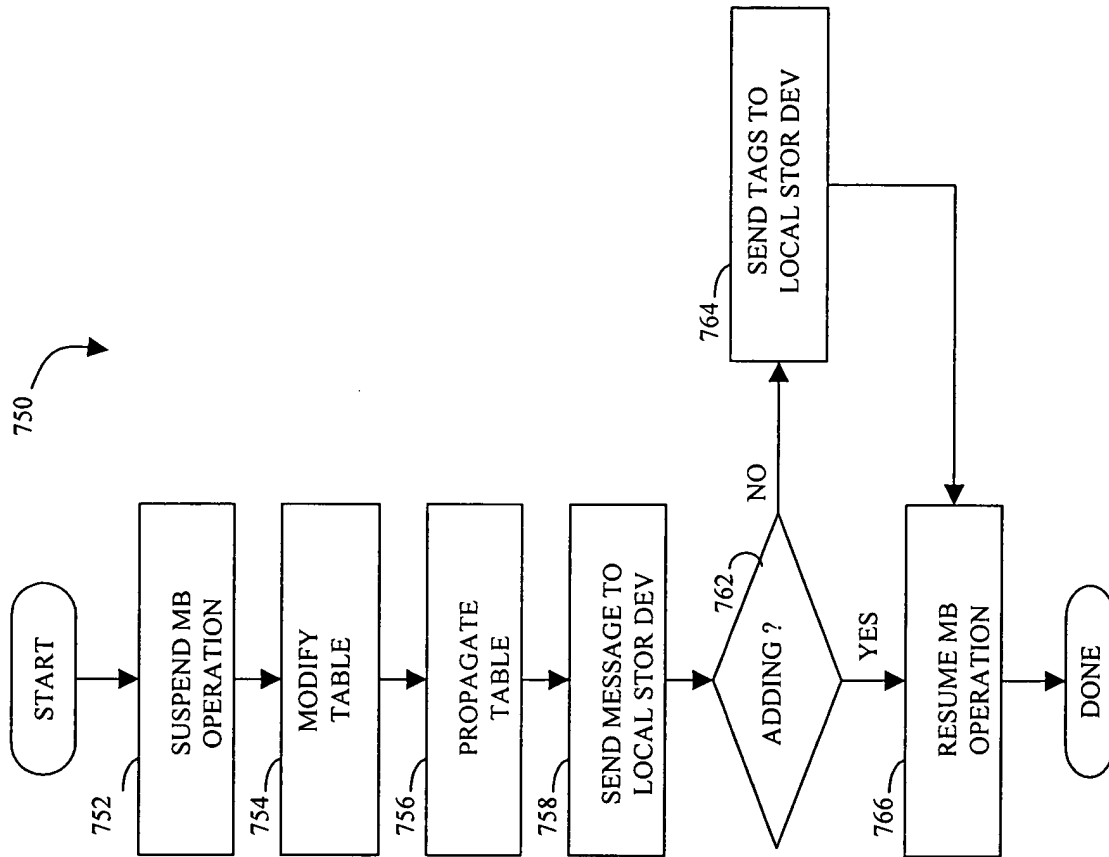 750
START
752
SUSPEND MB
OPERATION
754
MODIFY
TABLE
756
PROPAGATE
TABLE
758
SEND MESSAGE TO
LOCAL STOR DEV
762
ADDING ?
NO
764
SEND TAGS TO
LOCAL STOR DEV
YES
766
RESUME MB
OPERATION
DONE